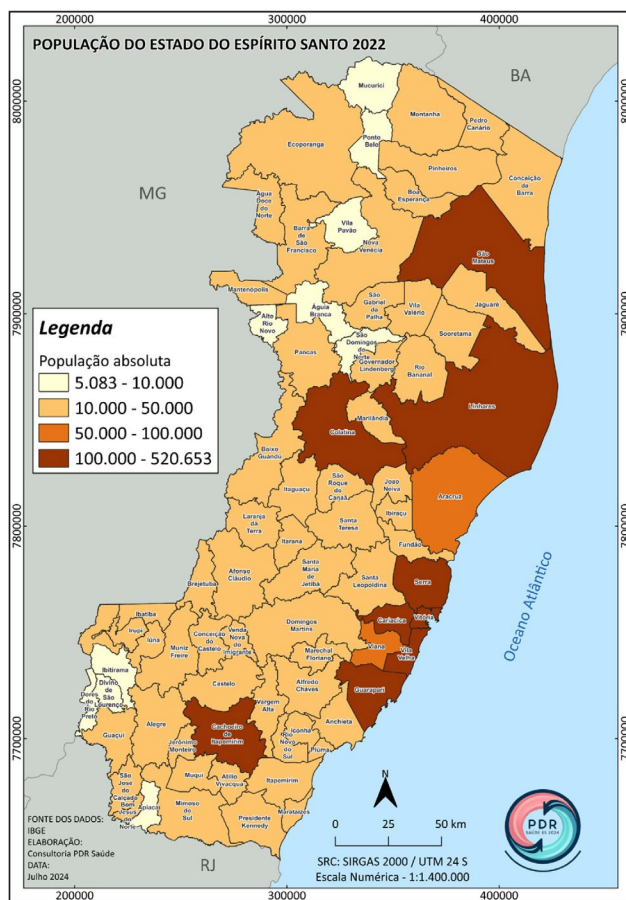 200000
300000
400000
POPULAÇÃO DO ESTADO DO ESPÍRITO SANTO 2022
BA
8000000
8000000
Mucurici
Montanha
Pedro
Canário
Ponto
Belo
Ecoporanga
Pinheiros
Conceição
da
Barra
MG
Água
Doce
do
Norte
Boa
Esperança
Vila
Pavão
Barra
de
São
Francisco
Nova
Venécia
São
Mateus
Mantenópolis
7900000
7900000
Água
Branca
São
Gabriel
da
Palha
Vila
Valério
Jaguaré
Alto
Rio
Novo
Sooretama
São
Domingos
do
Norte
Pancas
Governador
Lindenberg
Rio
Bananal
Legenda
População absoluta
5.083 - 10.000
10.000 - 50.000
50.000 - 100.000
100.000 - 520.653
Linhares
Marilândia
Colatina
Baixo
Guandu
São
Roque
do
Canaã
João
Neiva
Aracruz
Itaguaçu
Ibiraçu
7800000
7800000
Laranja
da
Terra
Santa
Teresa
Itarana
Fundão
Afonso
Cláudio
Santa
Maria
de
Jetibá
Santa
Leopoldina
Serra
Brejetuba
Oceano Atlântico
Ibatiba
Cariacica
Vitória
Irupi
Iúna
Conceição
do
Castelo
Venda
Nova
do
Imigrante
Domingos
Martins
Viana
Vila
Velha
Muniz
Freire
Marechal
Floriano
Ibitirama
Divino
de
São
Lourenço
Castelo
Alfredo
Chaves
Guarapari
Dores
do
Rio
Preto
Vargem
Alta
Alegre
Cachoeiro
de
Itapemirim
Anchieta
7700000
7700000
Guaçuí
Iconha
Rio
Novo
do
Sul
Jerônimo
Monteiro
Piúma
São
José
do
Calçado
Muqui
Atilio
Vivacqua
Itapemirim
Bom
Jesus
do
Norte
Apiacá
Mimoso
do
Sul
Presidente
Kennedy
Marataízes
N
0 25 50 km
SRC: SIRGAS 2000 / UTM 24 S
Escala Numérica - 1:1.400.000
PDR
SAÚDE ES 2024
FONTE DOS DADOS:
IBGE
ELABORAÇÃO:
Consultoria PDR Saúde
DATA:
Julho 2024
RJ
200000
300000
400000